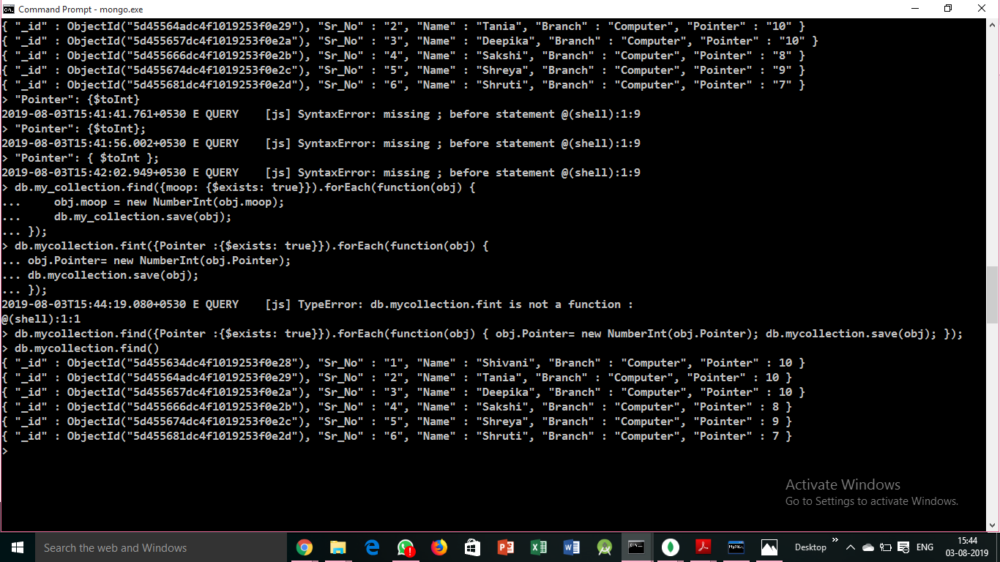 Command Prompt - mongo.exe
{ "_id" : ObjectId("5d45564adc4f1019253f0e29"), "Sr_No" : "2", "Name" : "Tania", "Branch" : "Computer", "Pointer" : "10" }
{ "_id" : ObjectId("5d455657dc4f1019253f0e2a"), "Sr_No" : "3", "Name" : "Deepika", "Branch" : "Computer", "Pointer" : "10" }
{ "_id" : ObjectId("5d455666dc4f1019253f0e2b"), "Sr_No" : "4", "Name" : "Sakshi", "Branch" : "Computer", "Pointer" : "8" }
{ "_id" : ObjectId("5d455674dc4f1019253f0e2c"), "Sr_No" : "5", "Name" : "Shreya", "Branch" : "Computer", "Pointer" : "9" }
{ "_id" : ObjectId("5d455681dc4f1019253f0e2d"), "Sr_No" : "6", "Name" : "Shruti", "Branch" : "Computer", "Pointer" : "7" }
> "Pointer": {$toInt}
2019-08-03T15:41:41.761+0530 E QUERY    [js] SyntaxError: missing ; before statement @(shell):1:9
> "Pointer": {$toInt};
2019-08-03T15:41:56.002+0530 E QUERY    [js] SyntaxError: missing ; before statement @(shell):1:9
> "Pointer": { $toInt };
2019-08-03T15:42:02.949+0530 E QUERY    [js] SyntaxError: missing ; before statement @(shell):1:9
> db.my_collection.find({moop: {$exists: true}}).forEach(function(obj) {
...     obj.moop = new NumberInt(obj.moop);
...     db.my_collection.save(obj);
... });
> db.mycollection.fint({Pointer :{$exists: true}}).forEach(function(obj) {
... obj.Pointer= new NumberInt(obj.Pointer);
... db.mycollection.save(obj);
... });
2019-08-03T15:44:19.080+0530 E QUERY    [js] TypeError: db.mycollection.fint is not a function :
@(shell):1:1
> db.mycollection.find({Pointer :{$exists: true}}).forEach(function(obj) { obj.Pointer= new NumberInt(obj.Pointer); db.mycollection.save(obj); });
> db.mycollection.find()
{ "_id" : ObjectId("5d455634dc4f1019253f0e28"), "Sr_No" : "1", "Name" : "Shivani", "Branch" : "Computer", "Pointer" : 10 }
{ "_id" : ObjectId("5d45564adc4f1019253f0e29"), "Sr_No" : "2", "Name" : "Tania", "Branch" : "Computer", "Pointer" : 10 }
{ "_id" : ObjectId("5d455657dc4f1019253f0e2a"), "Sr_No" : "3", "Name" : "Deepika", "Branch" : "Computer", "Pointer" : 10 }
{ "_id" : ObjectId("5d455666dc4f1019253f0e2b"), "Sr_No" : "4", "Name" : "Sakshi", "Branch" : "Computer", "Pointer" : 8 }
{ "_id" : ObjectId("5d455674dc4f1019253f0e2c"), "Sr_No" : "5", "Name" : "Shreya", "Branch" : "Computer", "Pointer" : 9 }
{ "_id" : ObjectId("5d455681dc4f1019253f0e2d"), "Sr_No" : "6", "Name" : "Shruti", "Branch" : "Computer", "Pointer" : 7 }
>
Activate Windows
Go to Settings to activate Windows.
Search the web and Windows
MySQL
Desktop
ENG
15:44
03-08-2019